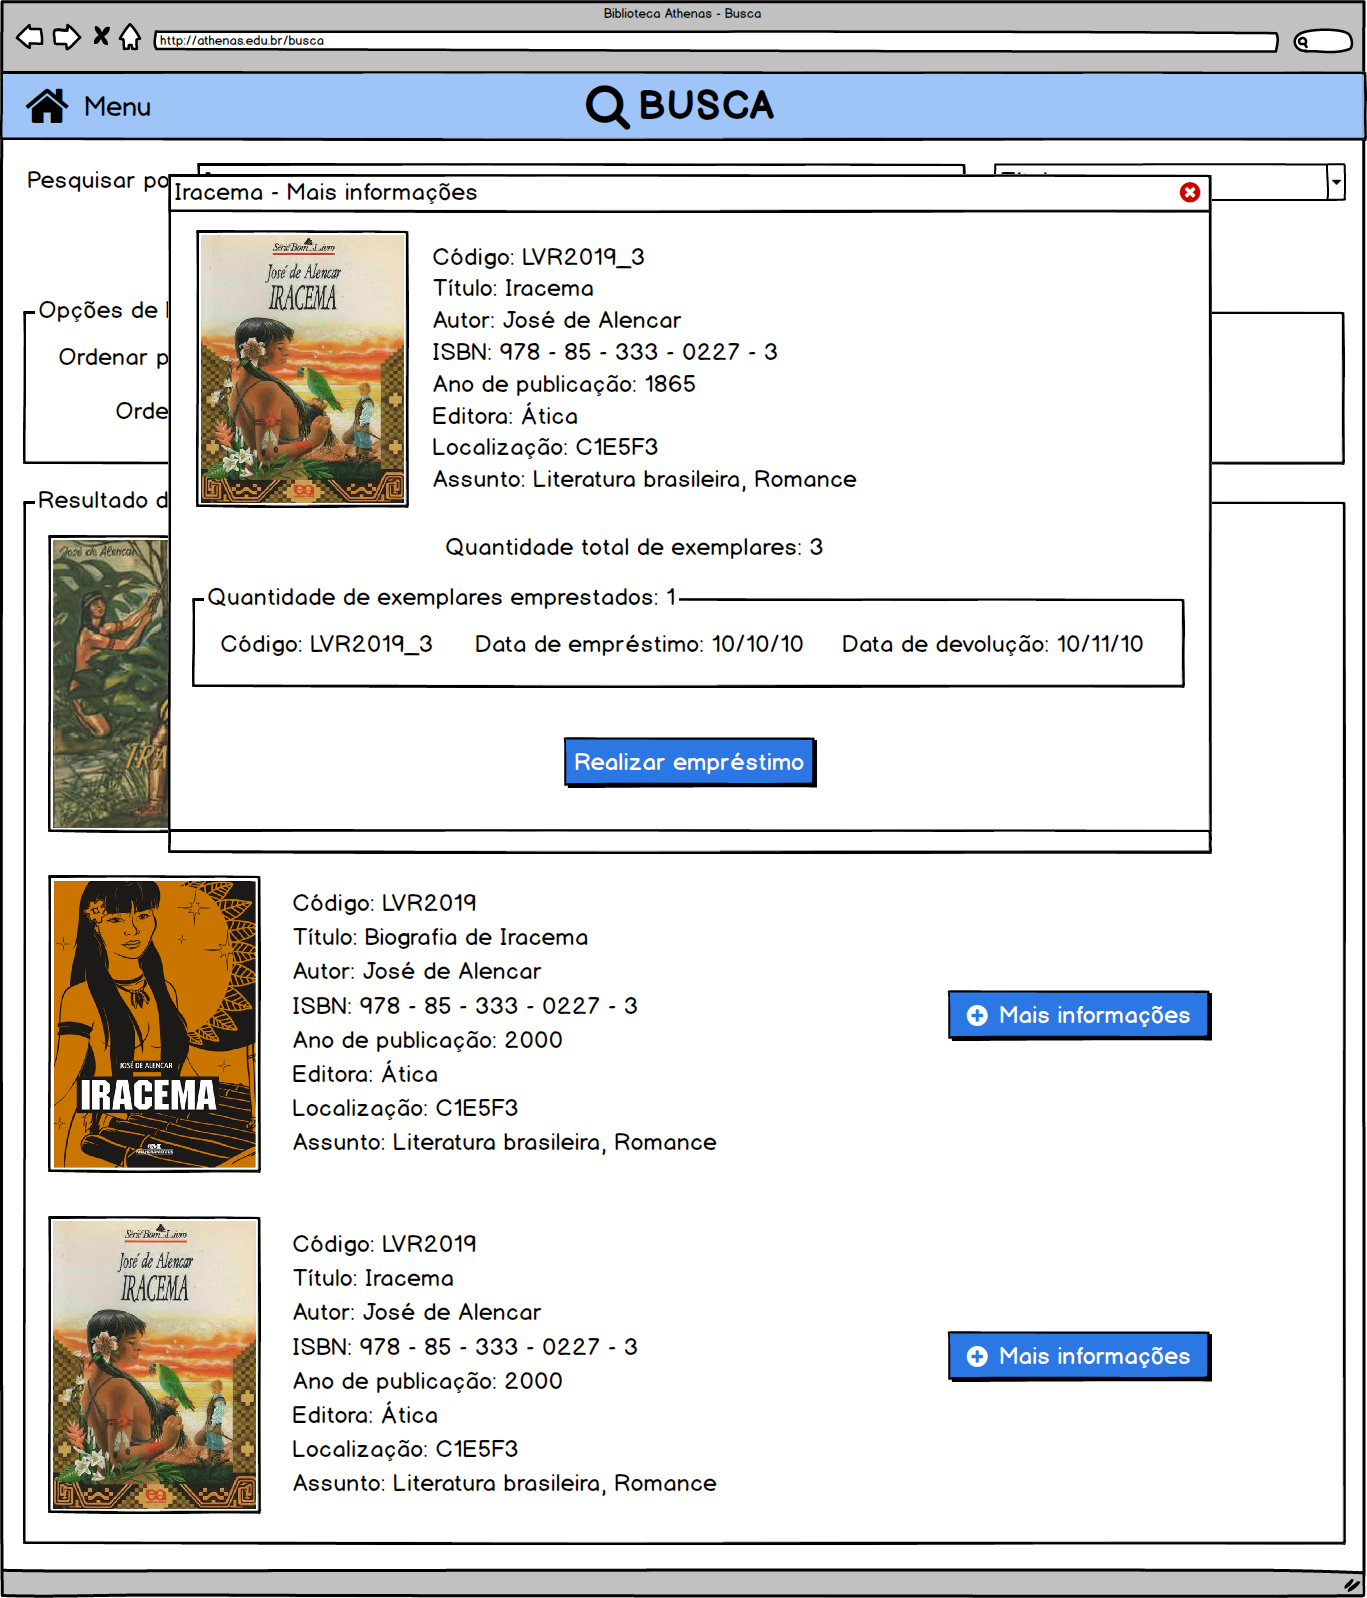 Biblioteca Athenas - Busca
http://athenas.edu.br/busca
Menu
BUSCA
Pesquisar po
Iracema - Mais informações
Série Bom Livro
José de Alencar
IRACEMA
Código: LVR2019_3
Título: Iracema
Autor: José de Alencar
ISBN: 978 - 85 - 333 - 0227 - 3
Ano de publicação: 1865
Editora: Ática
Localização: C1E5F3
Assunto: Literatura brasileira, Romance
Quantidade total de exemplares: 3
Quantidade de exemplares emprestados: 1
Código: LVR2019_3 Data de empréstimo: 10/10/10 Data de devolução: 10/11/10
Realizar empréstimo
Opções de
Ordenar p
Orde
Resultado d
José de Alencar
IRA
JOSÉ DE ALENCAR
IRACEMA
Código: LVR2019
Título: Biografia de Iracema
Autor: José de Alencar
ISBN: 978 - 85 - 333 - 0227 - 3
Ano de publicação: 2000
Editora: Ática
Localização: C1E5F3
Assunto: Literatura brasileira, Romance
Mais informações
Série Bom Livro
José de Alencar
IRACEMA
Código: LVR2019
Título: Iracema
Autor: José de Alencar
ISBN: 978 - 85 - 333 - 0227 - 3
Ano de publicação: 2000
Editora: Ática
Localização: C1E5F3
Assunto: Literatura brasileira, Romance
Mais informações